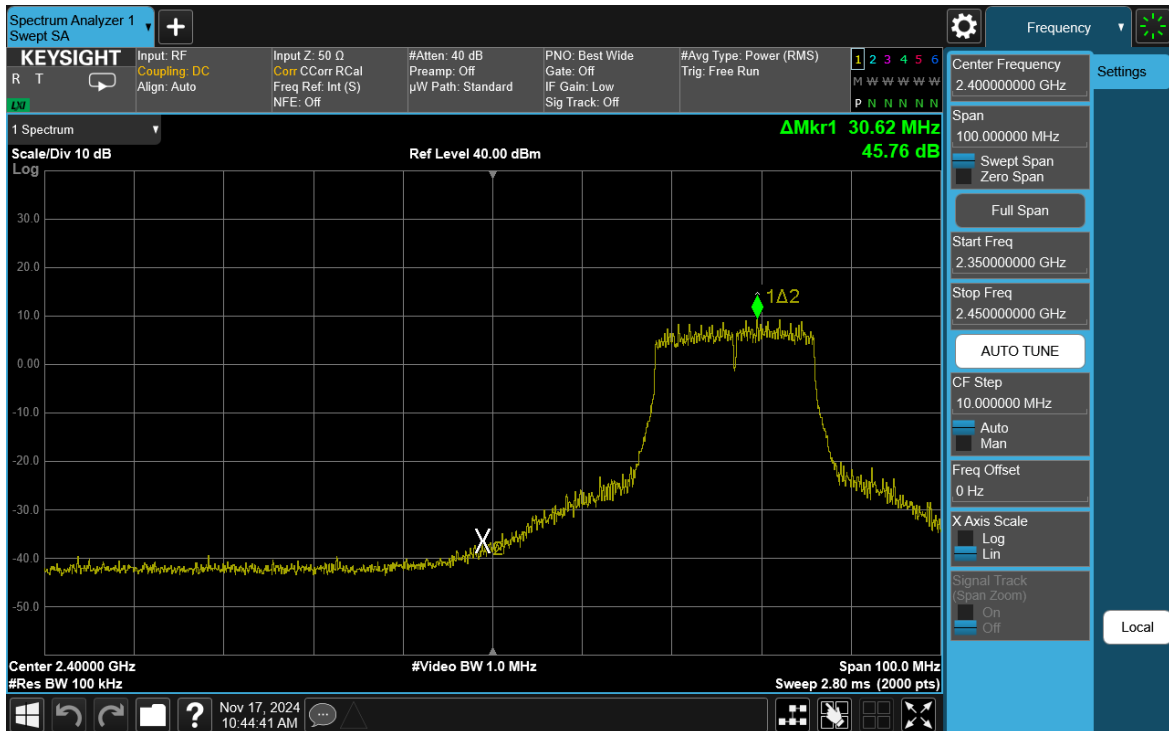 Spectrum Analyzer 1
Swept SA
+
Frequency
KEYSIGHT
R T
LXI
Input: RF
Coupling: DC
Align: Auto
Input Z: 50 Ω
Corr CCorr RCal
Freq Ref: Int (S)
NFE: Off
#Atten: 40 dB
Preamp: Off
µW Path: Standard
PNO: Best Wide
Gate: Off
IF Gain: Low
Sig Track: Off
#Avg Type: Power (RMS)
Trig: Free Run
1 2 3 4 5 6
M W W W W W
P N N N N N
1 Spectrum
ΔMkr1 30.62 MHz
45.76 dB
Scale/Div 10 dB
Ref Level 40.00 dBm
Log
30.0
20.0
10.0
0.00
-10.0
-20.0
-30.0
-40.0
-50.0
1Δ2
X2
Center 2.40000 GHz
#Video BW 1.0 MHz
Span 100.0 MHz
#Res BW 100 kHz
Sweep 2.80 ms (2000 pts)
Center Frequency
2.400000000 GHz
Settings
Span
100.000000 MHz
Swept Span
Zero Span
Full Span
Start Freq
2.350000000 GHz
Stop Freq
2.450000000 GHz
AUTO TUNE
CF Step
10.000000 MHz
Auto
Man
Freq Offset
0 Hz
X Axis Scale
Log
Lin
Signal Track
(Span Zoom)
On
Off
Local
?
Nov 17, 2024
10:44:41 AM